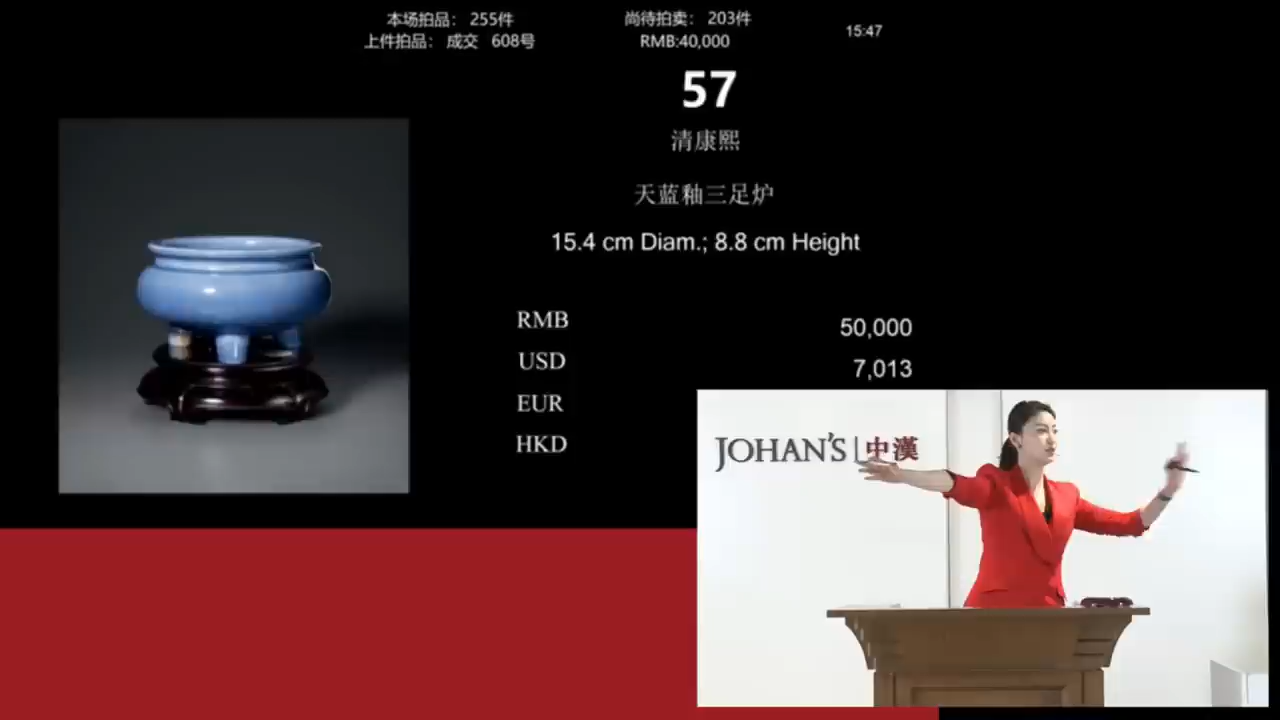 本场拍品： 255件
尚待拍卖： 203件
上件拍品： 成交 608号
RMB:40,000
15:47
57
清康熙
天蓝釉三足炉
15.4 cm Diam.; 8.8 cm Height
RMB 50,000
USD 7,013
EUR
HKD
JOHAN'S | 中漢